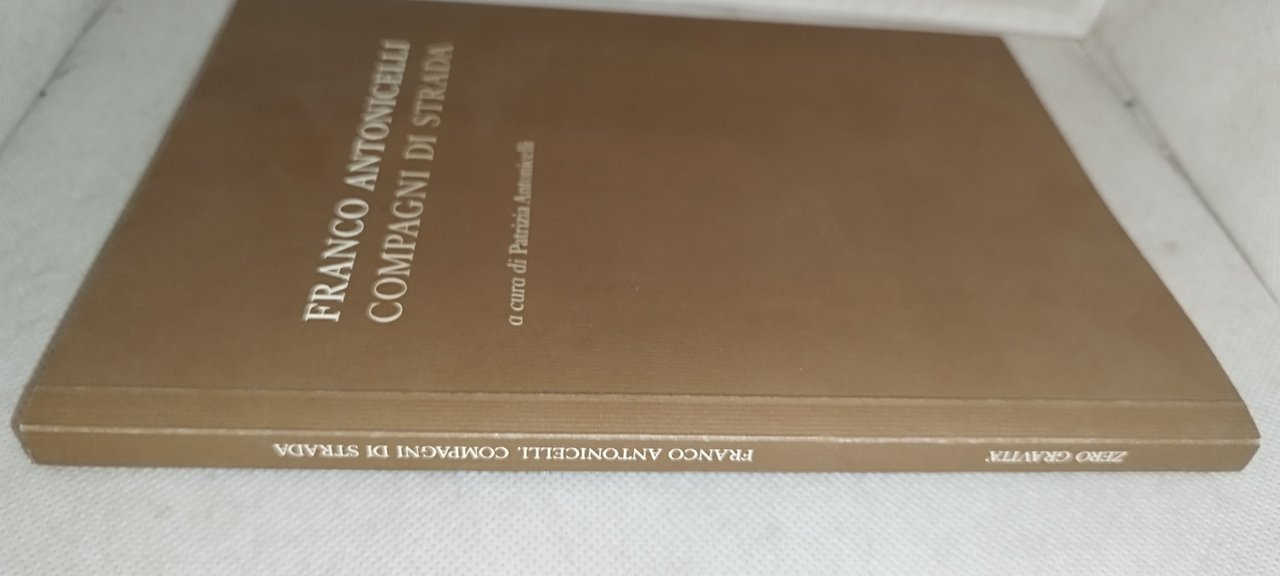 FRANCO ANTONICELLI
COMPAGNI DI STRADA
a cura di Patrizia Antonicelli
FRANCO ANTONICELLI. COMPAGNI DI STRADA
ZERO GRAVITA'